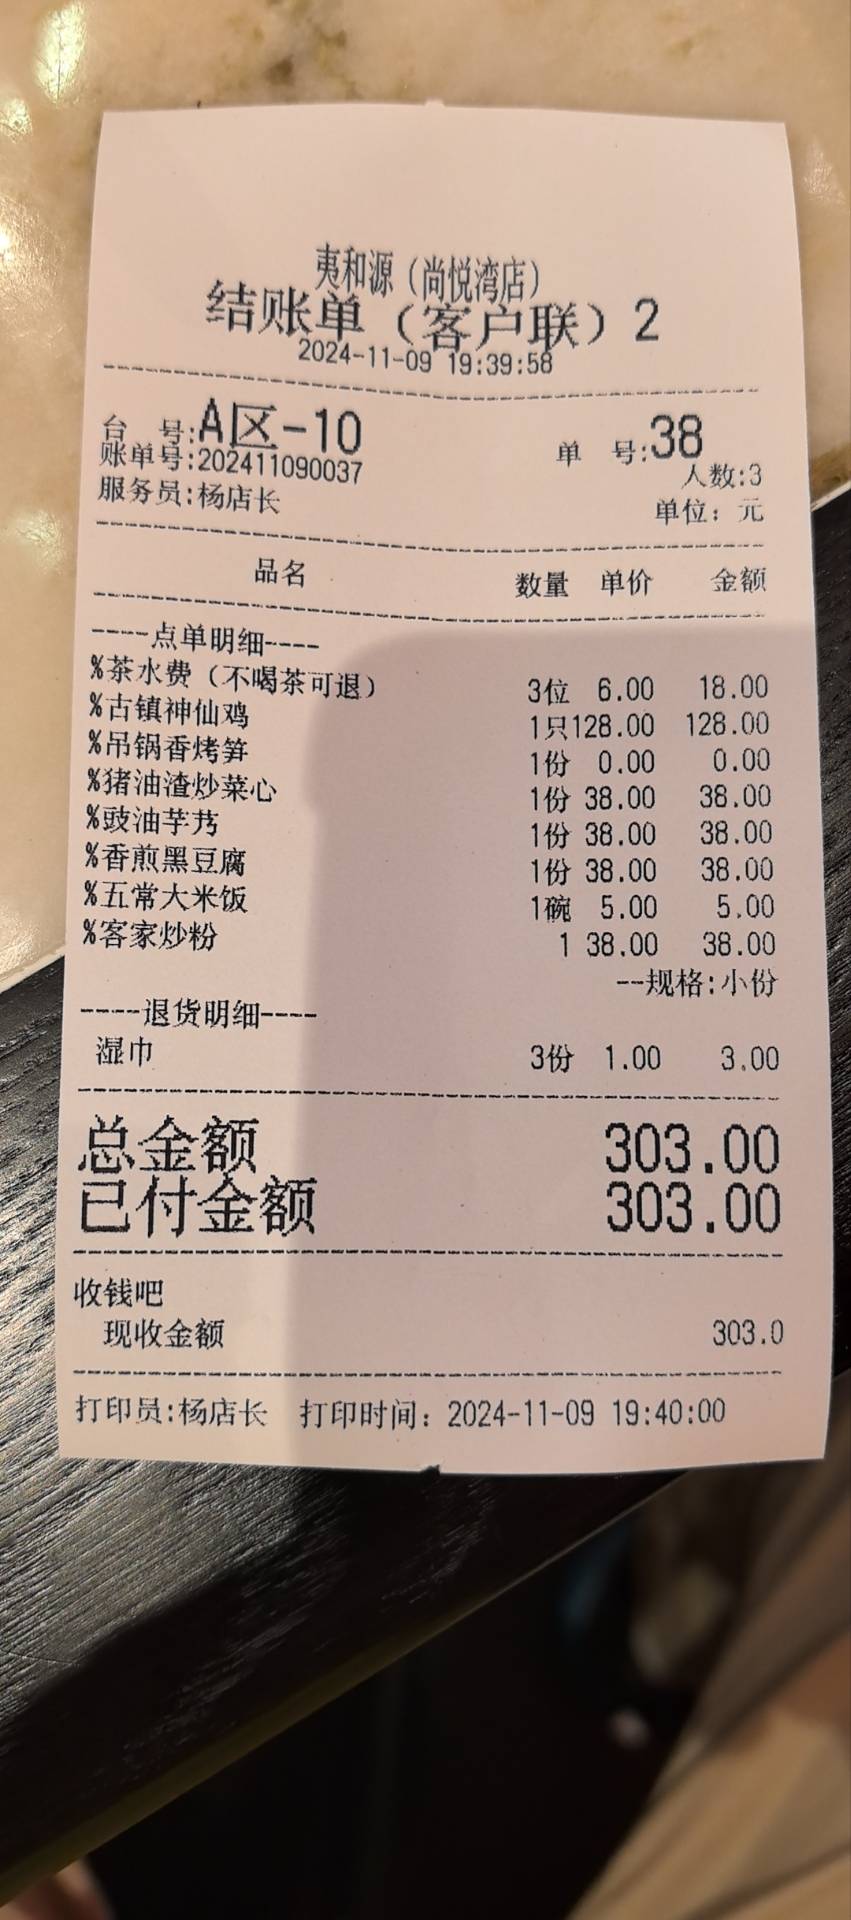 夷和源（尚悦湾店）
结账单（客户联）2
2024-11-09 19:39:58
台 号:A区-10 单 号:38
账单号:202411090037 人数:3
服务员:杨店长 单位：元
品名 数量 单价 金额
----点单明细----
%茶水费（不喝茶可退） 3位 6.00 18.00
%古镇神仙鸡 1只128.00 128.00
%吊锅香烤笋 1份 0.00 0.00
%猪油渣炒菜心 1份 38.00 38.00
%豉油芋艿 1份 38.00 38.00
%香煎黑豆腐 1份 38.00 38.00
%五常大米饭 1碗 5.00 5.00
%客家炒粉 1 38.00 38.00
--规格:小份
----退货明细----
湿巾 3份 1.00 3.00
总金额 303.00
已付金额 303.00
收钱吧
现收金额 303.0
打印员:杨店长 打印时间：2024-11-09 19:40:00